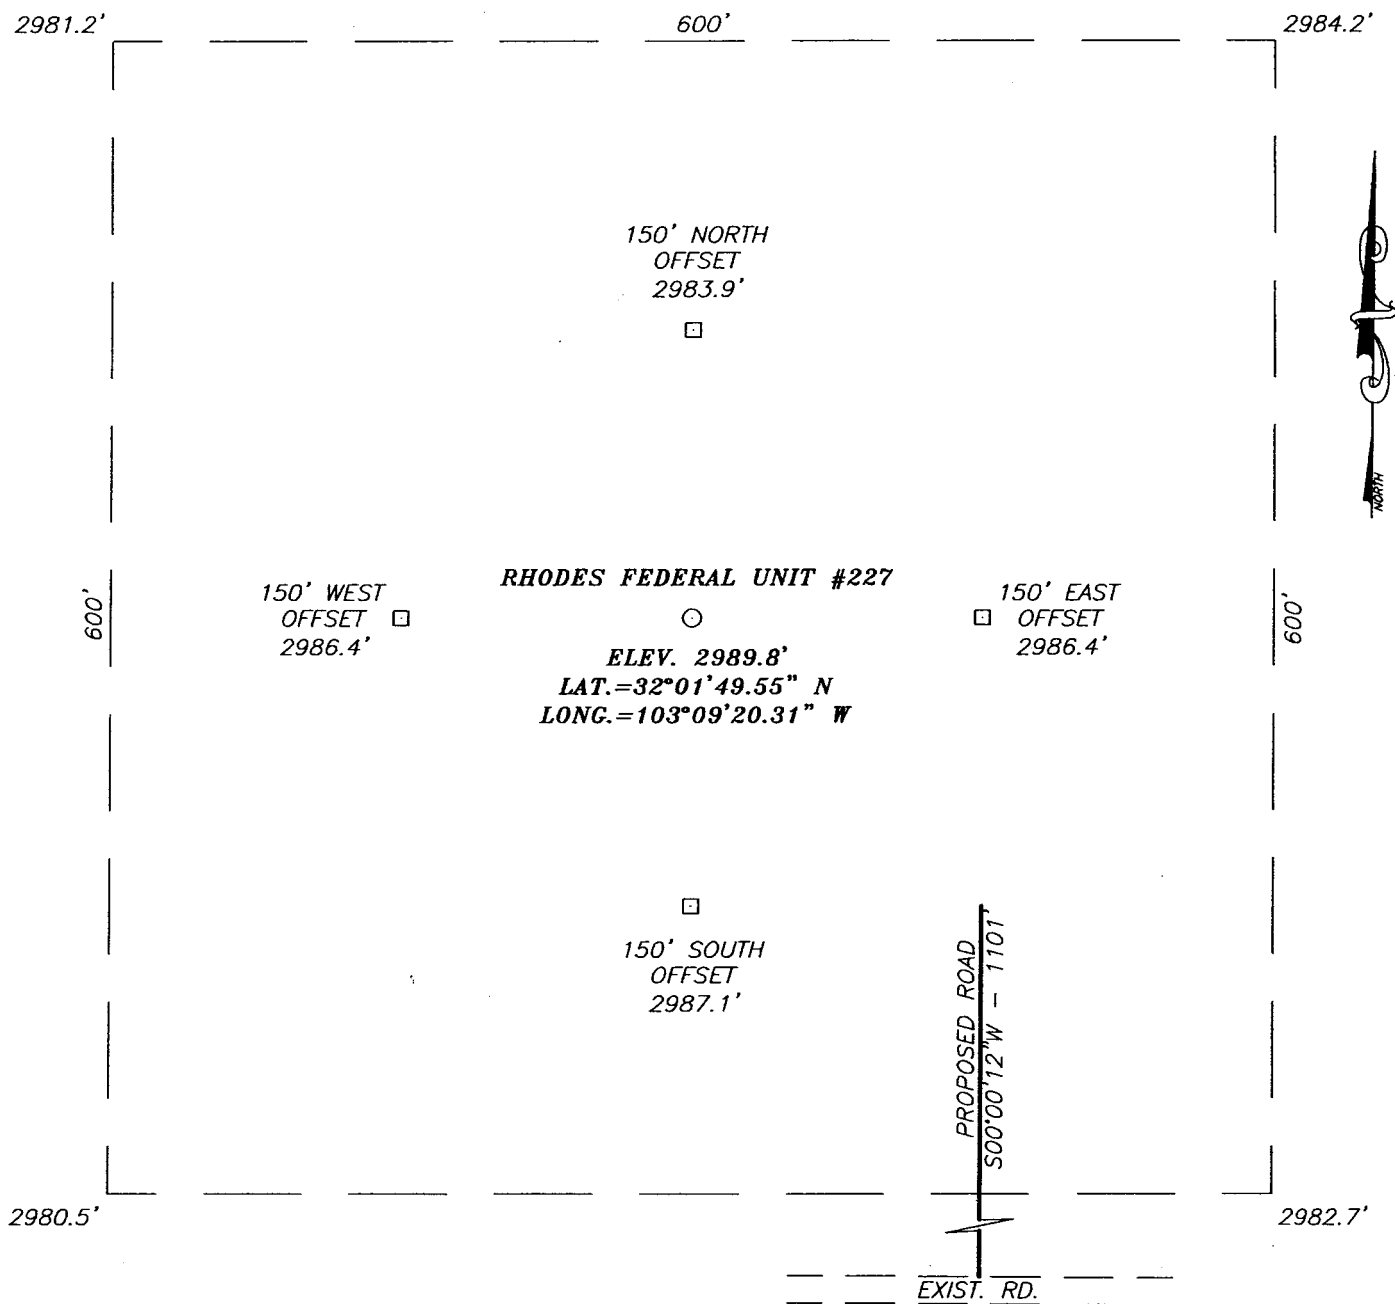 2981.2'
600'
2984.2'
150' NORTH
OFFSET
2983.9'
NORTH
RHODES FEDERAL UNIT #227
150' WEST
OFFSET
2986.4'
150' EAST
OFFSET
2986.4'
600'
600'
ELEV. 2989.8'
LAT.=32°01'49.55" N
LONG.=103°09'20.31" W
150' SOUTH
OFFSET
2987.1'
PROPOSED ROAD
S00°00'12"W - 1101'
2980.5'
2982.7'
EXIST. RD.